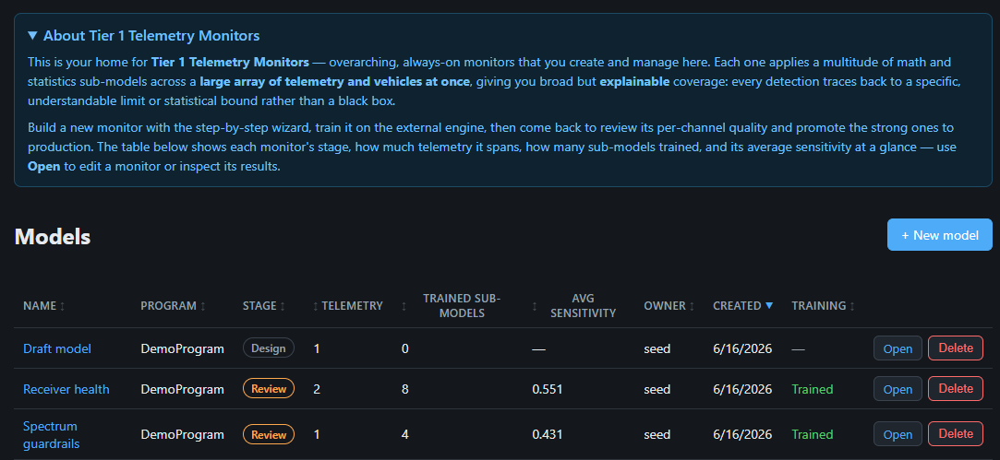 ▼ About Tier 1 Telemetry Monitors
This is your home for Tier 1 Telemetry Monitors — overarching, always-on monitors that you create and manage here. Each one applies a multitude of math and
statistics sub-models across a large array of telemetry and vehicles at once, giving you broad but explainable coverage: every detection traces back to a specific,
understandable limit or statistical bound rather than a black box.
Build a new monitor with the step-by-step wizard, train it on the external engine, then come back to review its per-channel quality and promote the strong ones to
production. The table below shows each monitor's stage, how much telemetry it spans, how many sub-models trained, and its average sensitivity at a glance — use
Open to edit a monitor or inspect its results.
Models + New model
NAME ↕ PROGRAM ↕ STAGE ↕ ↕ TELEMETRY ↕ TRAINED SUB-MODELS ↕ AVG SENSITIVITY OWNER ↕ CREATED ▼ TRAINING ↕
Draft model DemoProgram Design 1 0 — seed 6/16/2026 — Open Delete
Receiver health DemoProgram Review 2 8 0.551 seed 6/16/2026 Trained Open Delete
Spectrum guardrails DemoProgram Review 1 4 0.431 seed 6/16/2026 Trained Open Delete